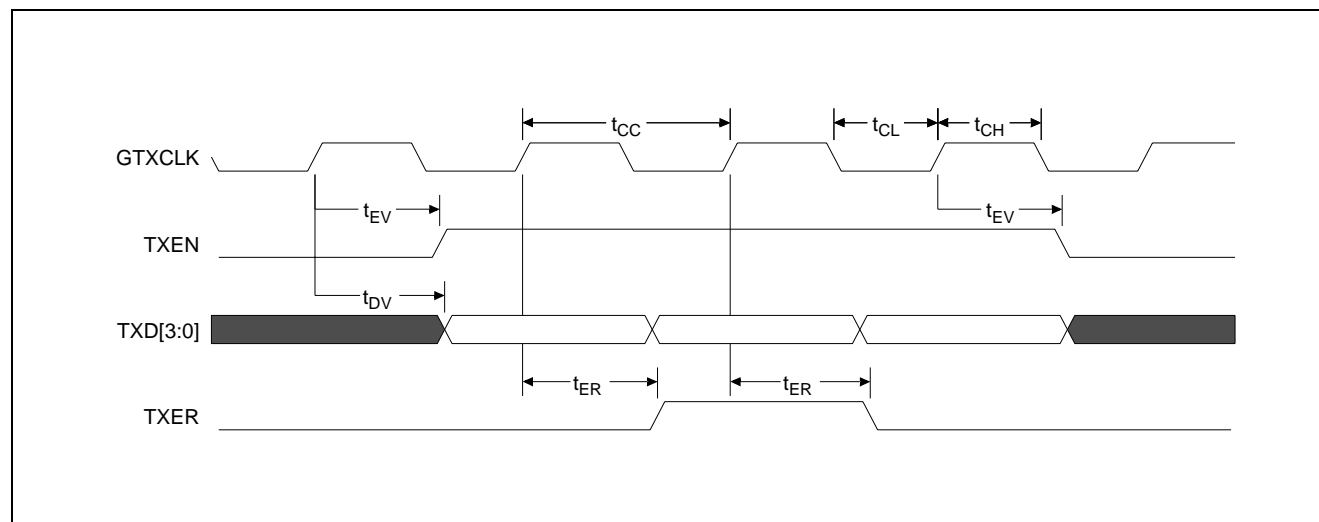 t_CC
t_CL
t_CH
GTXCLK
t_EV
t_EV
TXEN
t_DV
TXD[3:0]
t_ER
t_ER
TXER